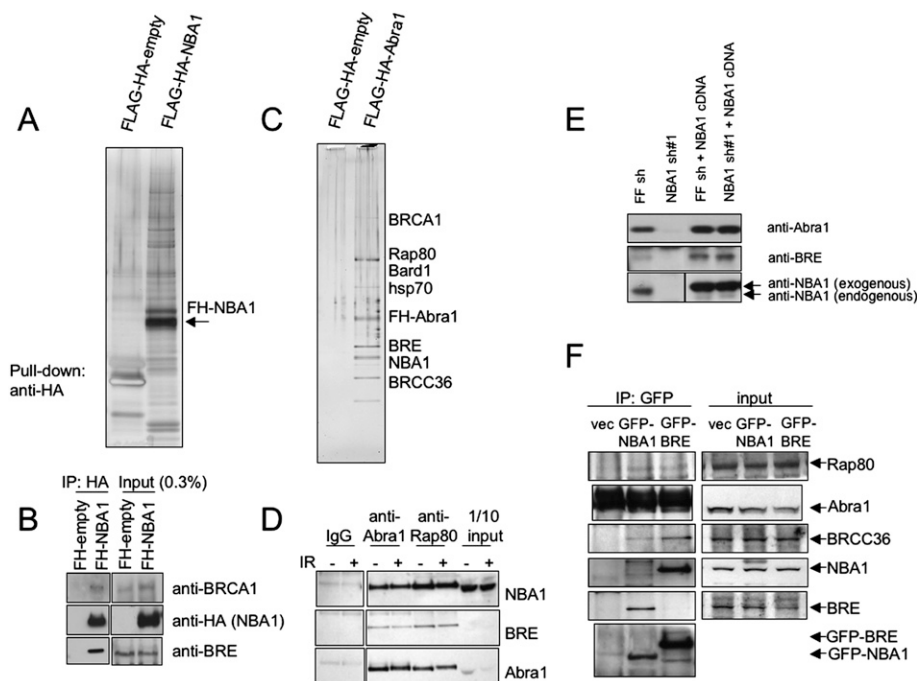 A
FLAG-HA-empty
FLAG-HA-NBA1
FH-NBA1
Pull-down:
anti-HA
B
IP: HA
Input (0.3%)
FH-empty
FH-NBA1
FH-empty
FH-NBA1
anti-BRCA1
anti-HA (NBA1)
anti-BRE
C
FLAG-HA-empty
FLAG-HA-Abra1
BRCA1
Rap80
Bard1
hsp70
FH-Abra1
BRE
NBA1
BRCC36
D
IgG
anti-
Abra1
anti-
Rap80
1/10
input
IR - + - + - + - +
NBA1
BRE
Abra1
E
FF sh
NBA1 sh#1
FF sh + NBA1 cDNA
NBA1 sh#1 + NBA1 cDNA
anti-Abra1
anti-BRE
anti-NBA1 (exogenous)
anti-NBA1 (endogenous)
F
IP: GFP
input
vec GFP-NBA1 GFP-BRE
vec GFP-NBA1 GFP-BRE
Rap80
Abra1
BRCC36
NBA1
BRE
GFP-BRE
GFP-NBA1